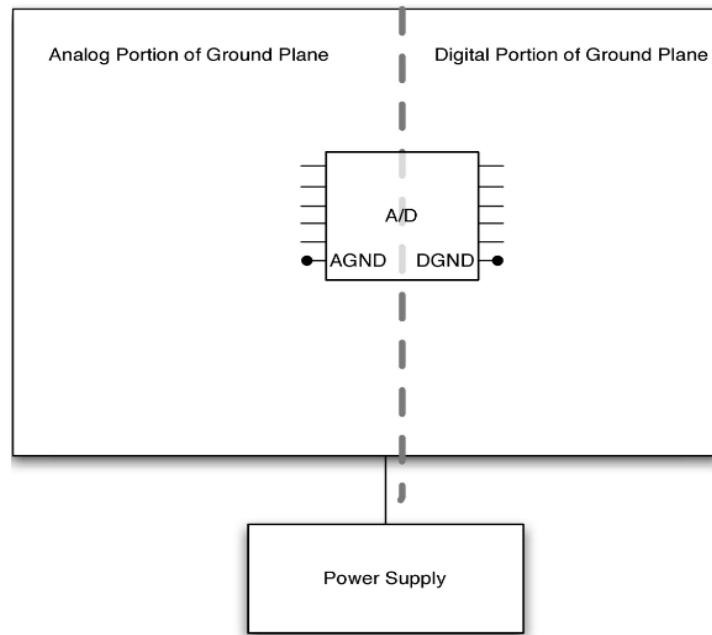 Analog Portion of Ground Plane
Digital Portion of Ground Plane
A/D
AGND
DGND
Power Supply